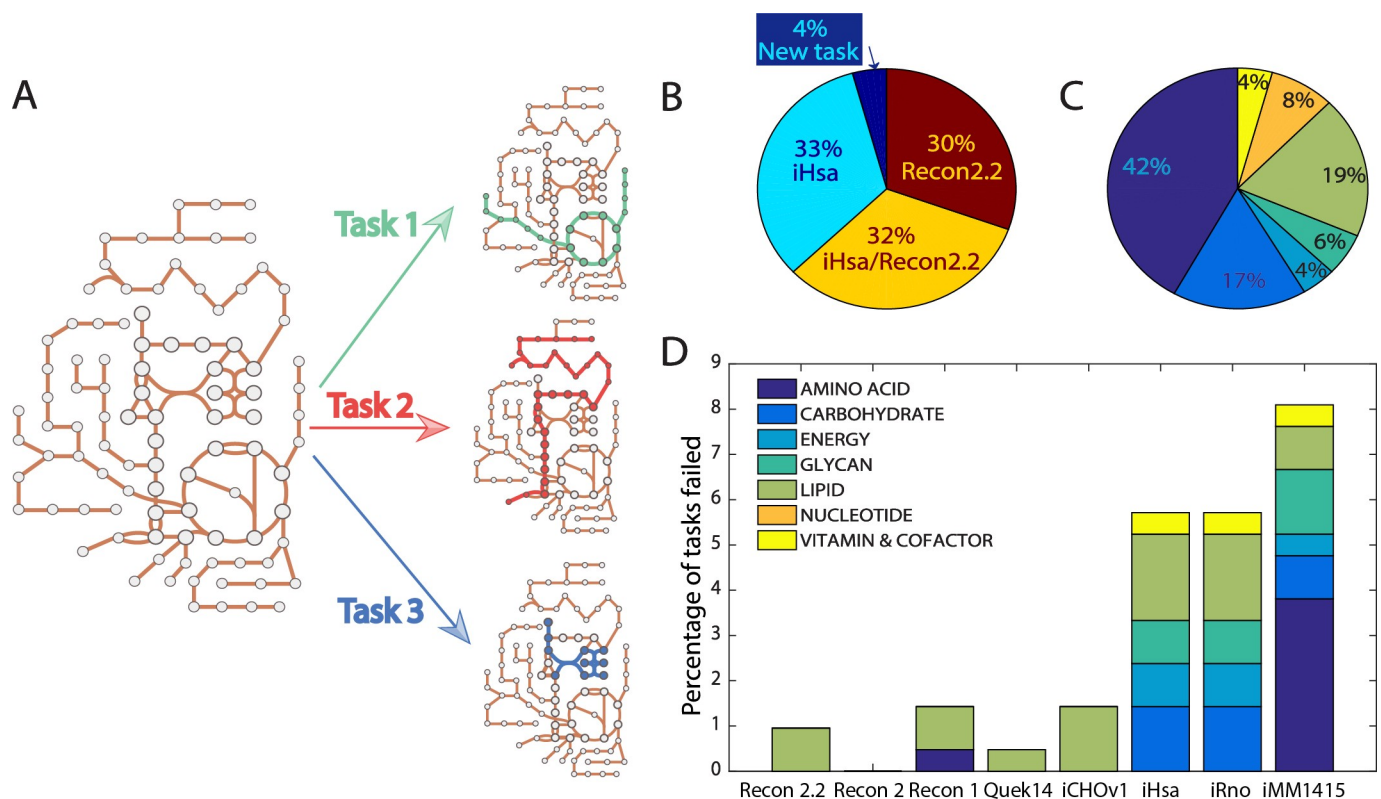 A
Task 1
Task 2
Task 3
B
4%
New task
30%
Recon2.2
33%
iHsa
32%
iHsa/Recon2.2
C
4%
8%
19%
6%
4%
17%
42%
D
Percentage of tasks failed
9
8
7
6
5
4
3
2
1
0
AMINO ACID
CARBOHYDRATE
ENERGY
GLYCAN
LIPID
NUCLEOTIDE
VITAMIN & COFACTOR
Recon 2.2
Recon 2
Recon 1
Quek14
iCHOv1
iHsa
iRno
iMM1415